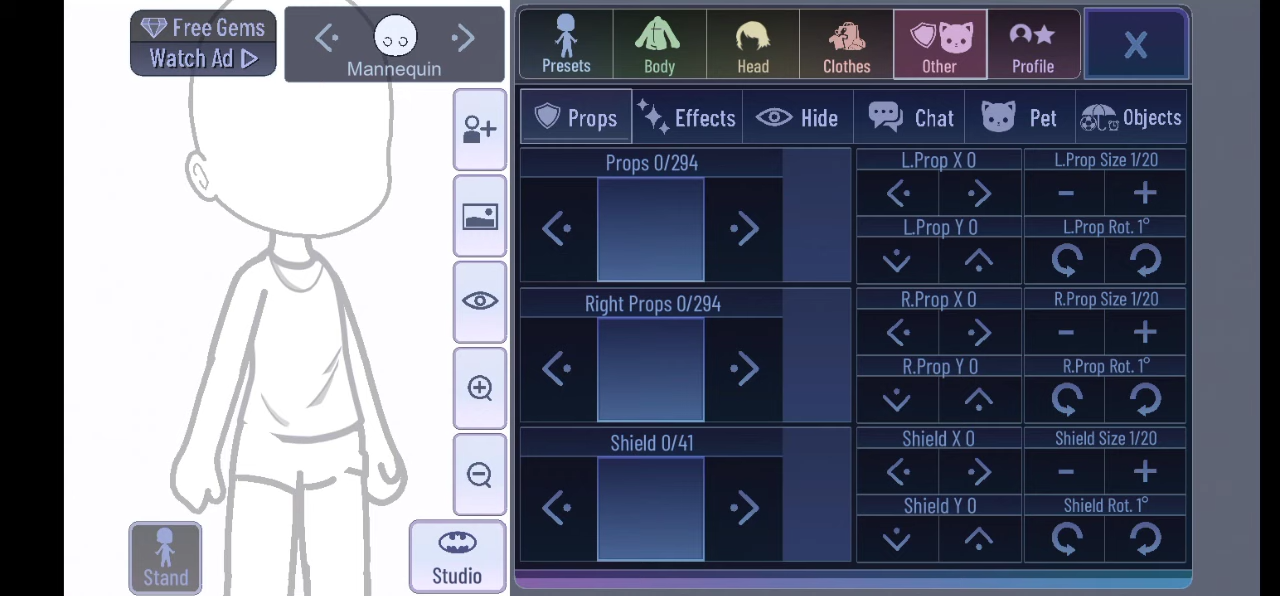 Free Gems
Watch Ad
Mannequin
Stand
Studio
Presets
Body
Head
Clothes
Other
Profile
X
Props
Effects
Hide
Chat
Pet
Objects
Props 0/294
L.Prop X 0
L.Prop Size 1/20
L.Prop Y 0
L.Prop Rot. 1°
Right Props 0/294
R.Prop X 0
R.Prop Size 1/20
R.Prop Y 0
R.Prop Rot. 1°
Shield 0/41
Shield X 0
Shield Size 1/20
Shield Y 0
Shield Rot. 1°